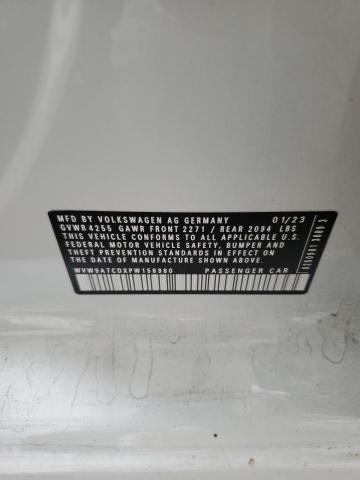 MFD BY VOLKSWAGEN AG GERMANY 01/23
GVWR 4255 GAWR FRONT 2271 / REAR 2094 LBS
THIS VEHICLE CONFORMS TO ALL APPLICABLE U.S.
FEDERAL MOTOR VEHICLE SAFETY, BUMPER AND
THEFT PREVENTION STANDARDS IN EFFECT ON
THE DATE OF MANUFACTURE SHOWN ABOVE
WVW9A7CDXPW158960 PASSENGER CAR